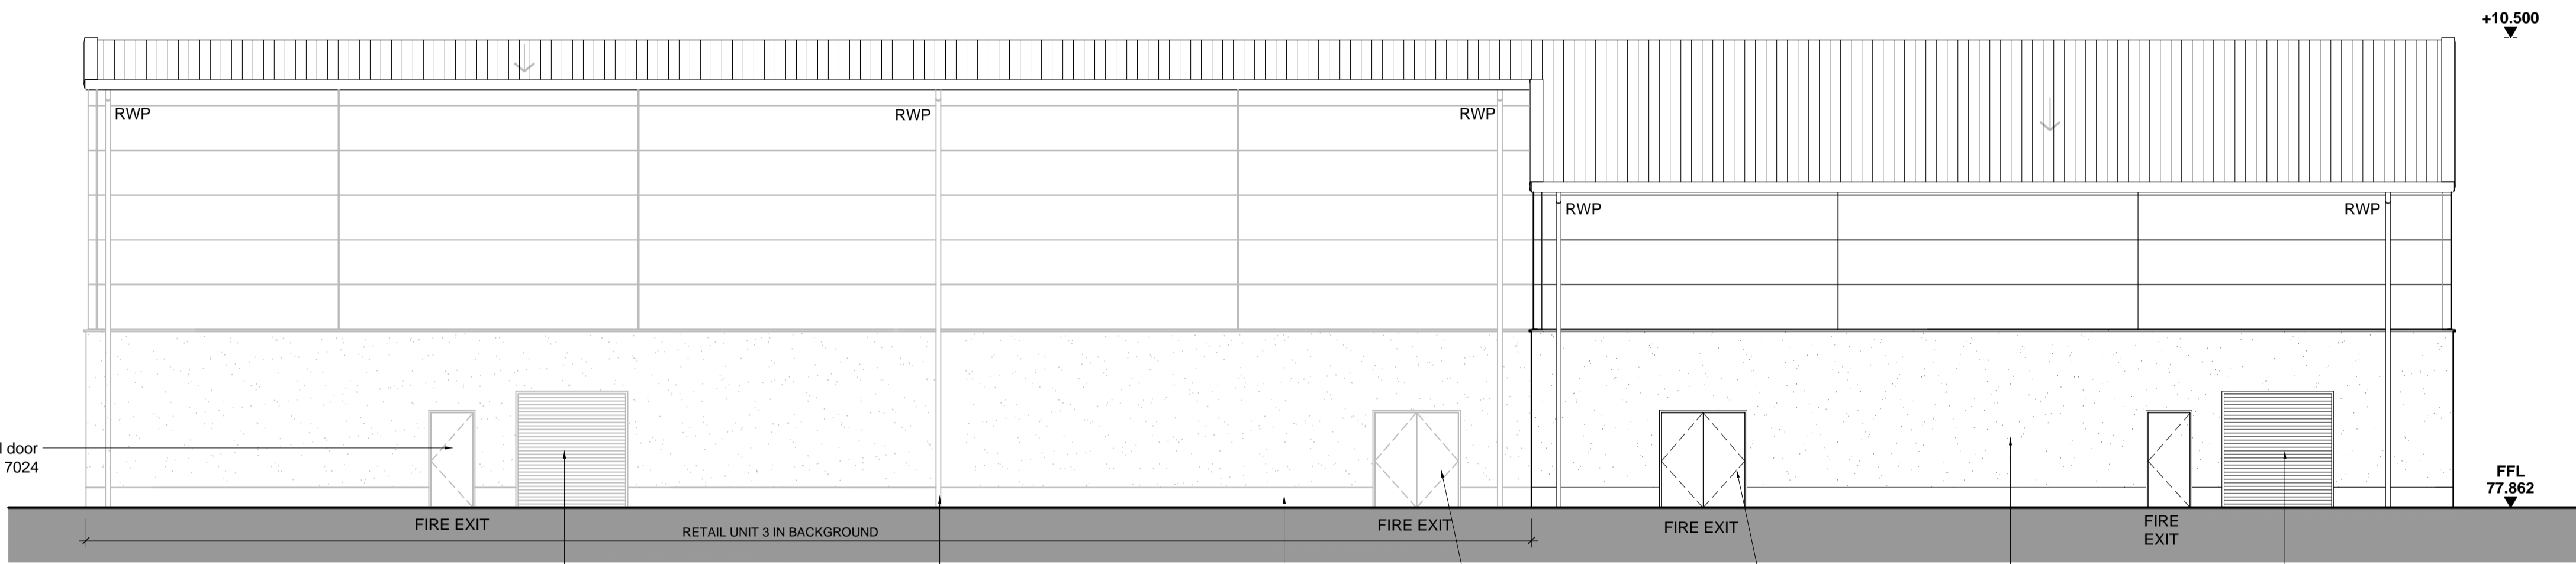 +10.500
RWP
RWP
RWP
RWP
RWP
door
7024
FFL
77.862
FIRE EXIT
RETAIL UNIT 3 IN BACKGROUND
FIRE EXIT
FIRE EXIT
FIRE
EXIT